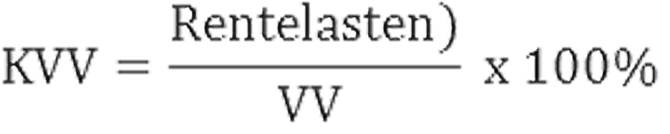 KVV = Rentelasten) / VV x 100%